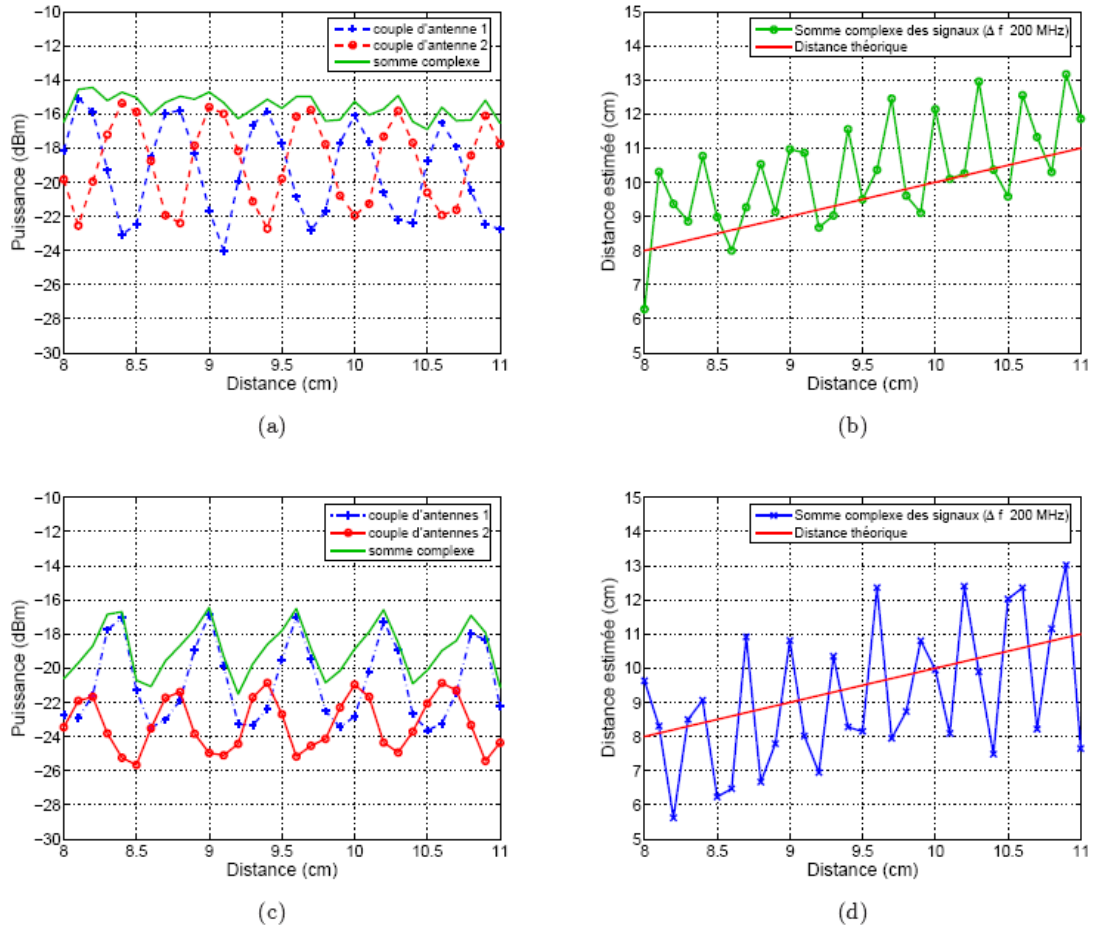 −10
−12
−14
−16
−18
−20
−22
−24
−26
−28
−30
Puissance (dBm)
couple d'antenne 1
couple d'antenne 2
somme complexe
8 8.5 9 9.5 10 10.5 11
Distance (cm)
(a)
15
14
13
12
11
10
9
8
7
6
5
Distance estimée (cm)
Somme complexe des signaux (Δ f 200 MHz)
Distance théorique
8 8.5 9 9.5 10 10.5 11
Distance (cm)
(b)
−10
−12
−14
−16
−18
−20
−22
−24
−26
−28
−30
Puissance (dBm)
couple d'antennes 1
couple d'antennes 2
somme complexe
8 8.5 9 9.5 10 10.5 11
Distance (cm)
(c)
15
14
13
12
11
10
9
8
7
6
5
Distance estimée (cm)
Somme complexe des signaux (Δ f 200 MHz)
Distance théorique
8 8.5 9 9.5 10 10.5 11
Distance (cm)
(d)